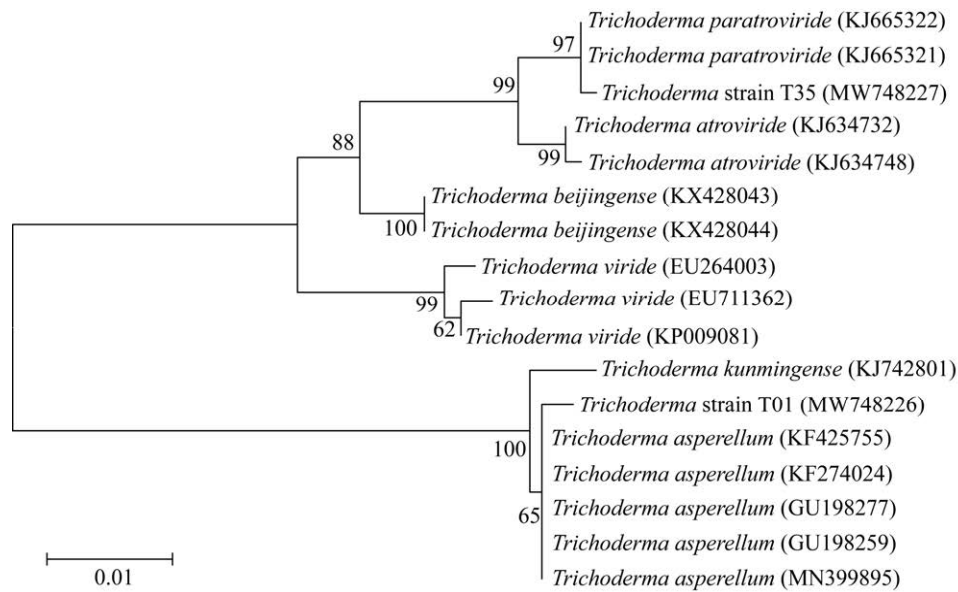 Trichoderma paratroviride (KJ665322)
97
Trichoderma paratroviride (KJ665321)
99
Trichoderma strain T35 (MW748227)
Trichoderma atroviride (KJ634732)
88
99
Trichoderma atroviride (KJ634748)
Trichoderma beijingense (KX428043)
100
Trichoderma beijingense (KX428044)
Trichoderma viride (EU264003)
99
Trichoderma viride (EU711362)
62
Trichoderma viride (KP009081)
Trichoderma kunmingense (KJ742801)
Trichoderma strain T01 (MW748226)
100
Trichoderma asperellum (KF425755)
Trichoderma asperellum (KF274024)
65
Trichoderma asperellum (GU198277)
Trichoderma asperellum (GU198259)
Trichoderma asperellum (MN399895)
0.01